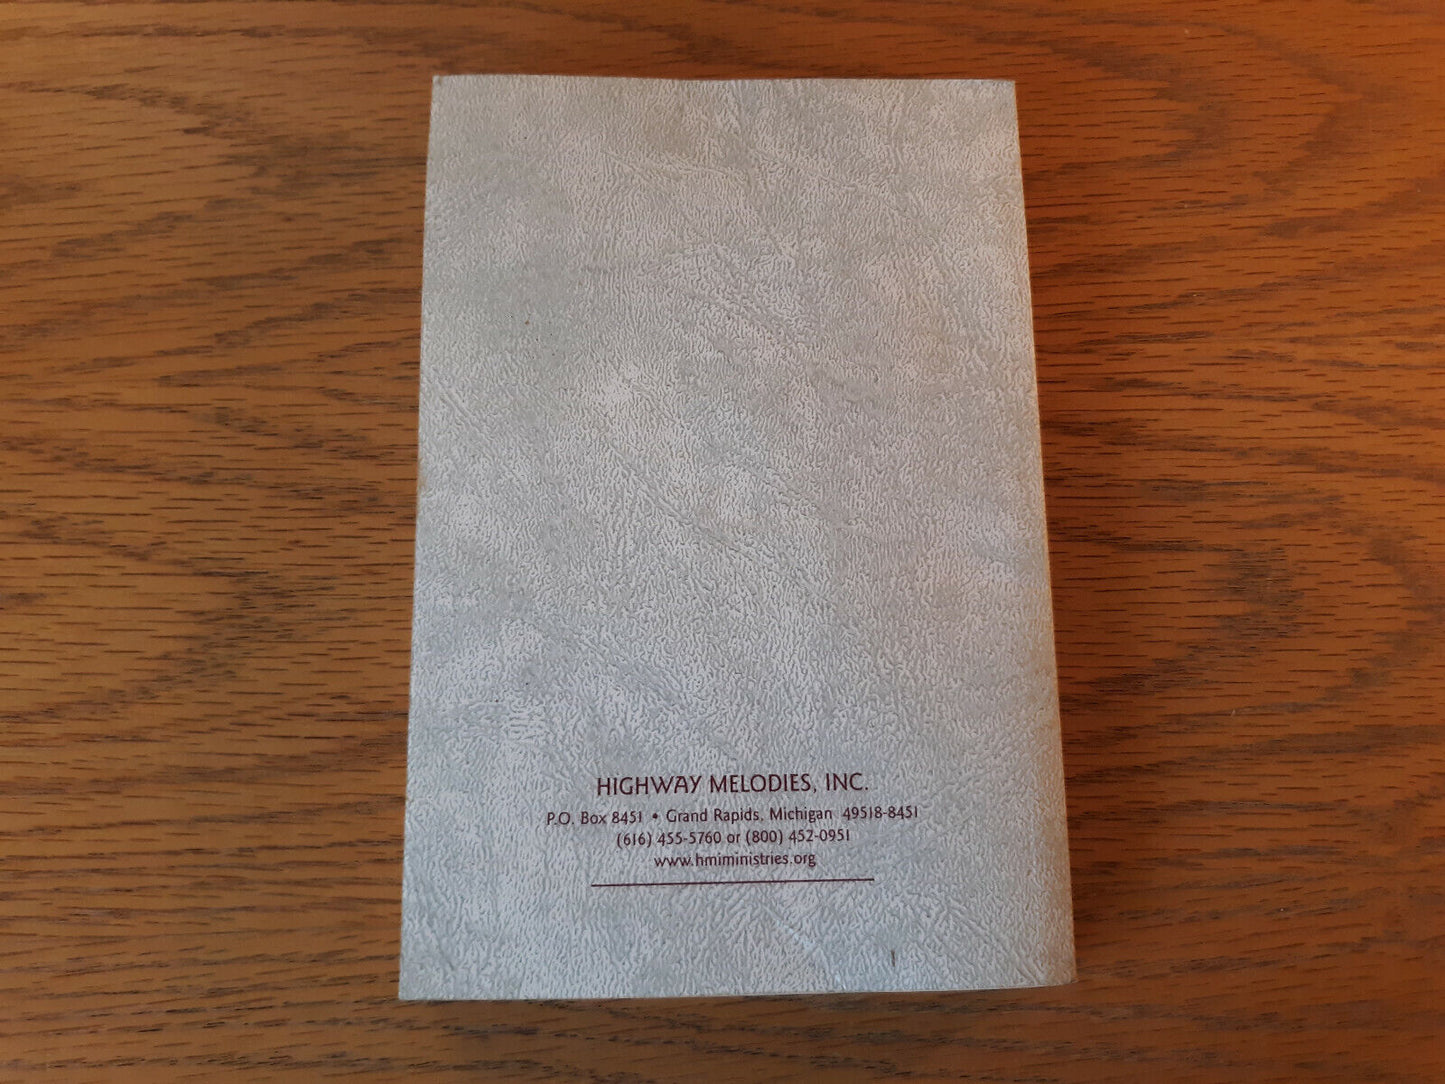 HIGHWAY MELODIES, INC.
P.O. Box 8451 • Grand Rapids, Michigan 49518-8451
(616) 455-5760 or (800) 452-0951
www.hmiministries.org